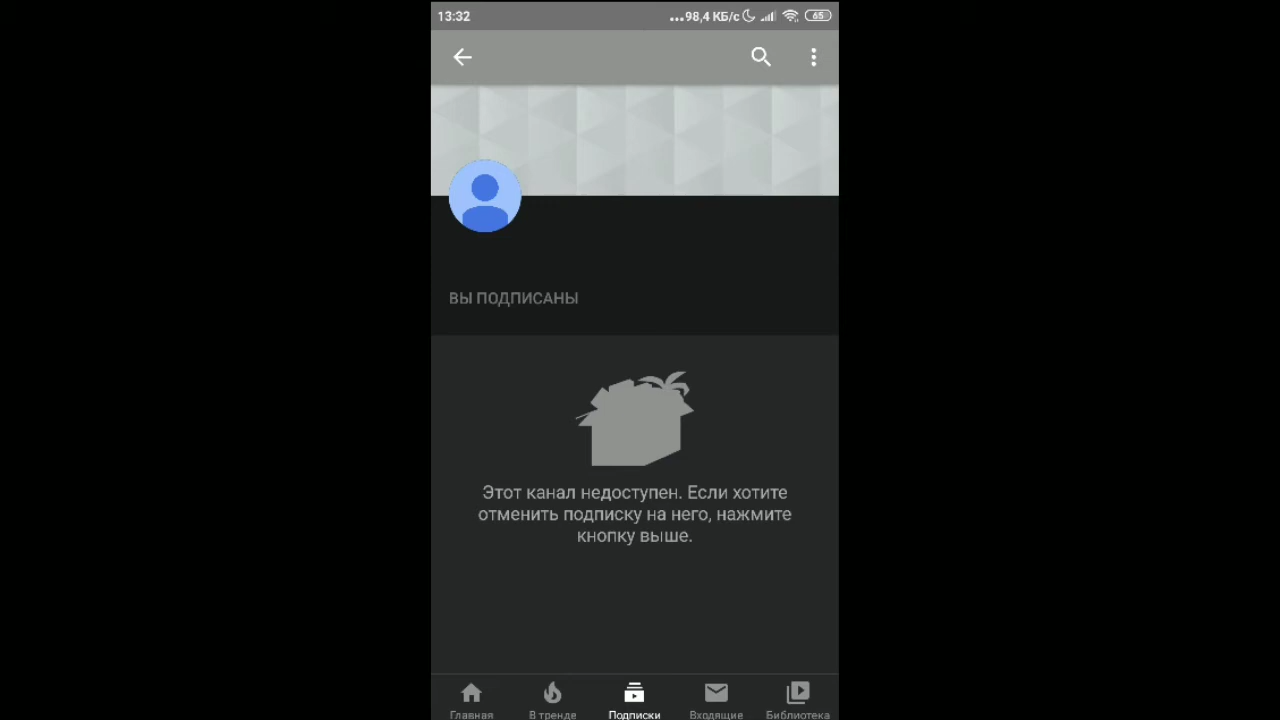 13:32 ...98,4 КБ/с 65
ВЫ ПОДПИСАНЫ
Этот канал недоступен. Если хотите
отменить подписку на него, нажмите
кнопку выше.
Главная В тренде Подписки Входящие Библиотека